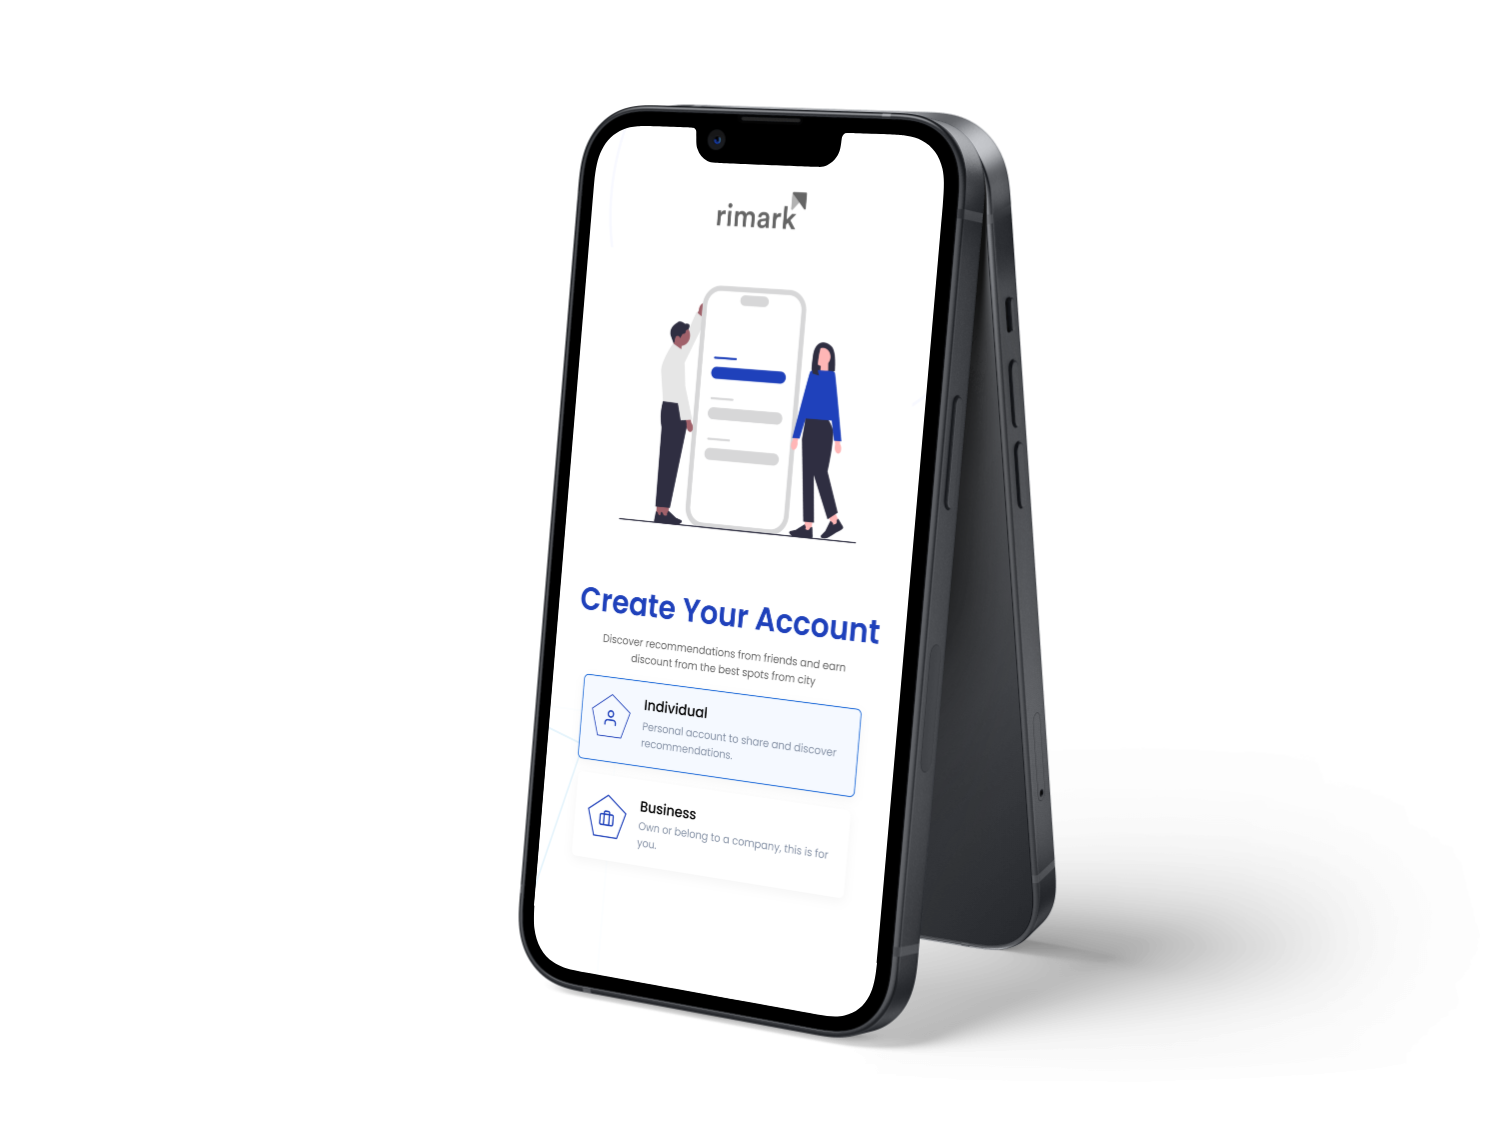 rimark
Create Your Account
Discover recommendations from friends and earn
discount from the best spots from city
Individual
Personal account to share and discover
recommendations.
Business
Own or belong to a company, this is for
you.